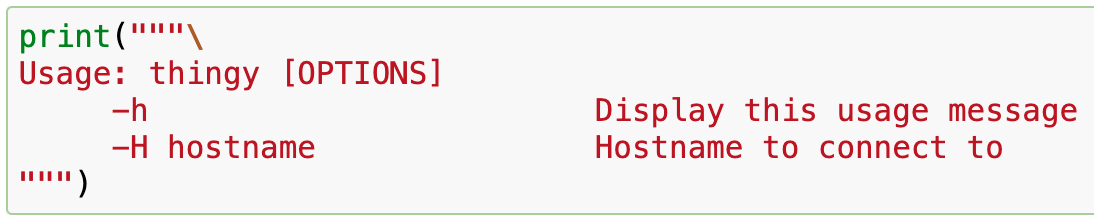 print("""\
Usage: thingy [OPTIONS]
     -h                        Display this usage message
     -H hostname               Hostname to connect to
""")